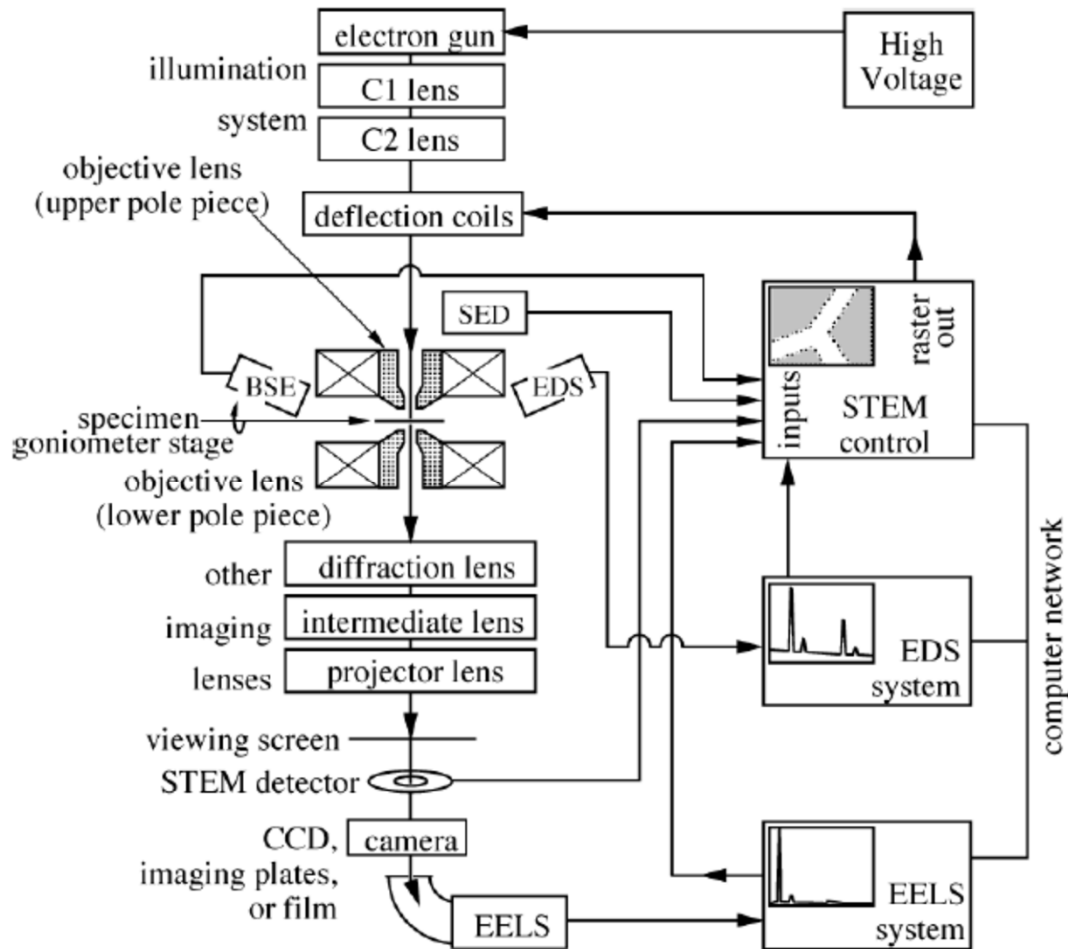 electron gun
High
Voltage
illumination
system
C1 lens
C2 lens
objective lens
(upper pole piece)
deflection coils
SED
BSE
EDS
raster
out
inputs
STEM
control
specimen
goniometer stage
objective lens
(lower pole piece)
other
imaging
lenses
diffraction lens
intermediate lens
projector lens
EDS
system
computer network
viewing screen
STEM detector
CCD,
imaging plates,
or film
camera
EELS
EELS
system